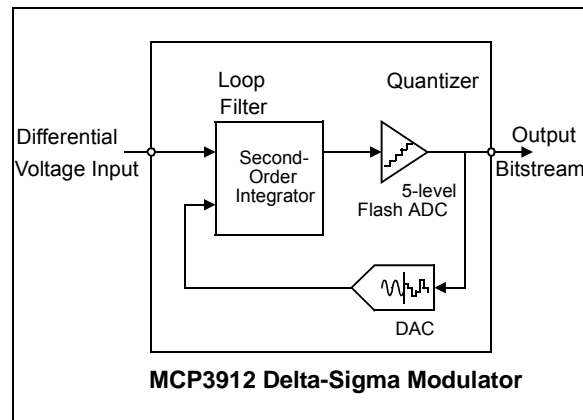 Loop
Filter
Quantizer
Differential
Voltage Input
Second-
Order
Integrator
Output
Bitstream
5-level
Flash ADC
DAC
MCP3912 Delta-Sigma Modulator